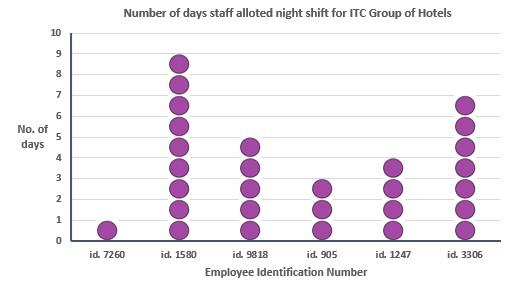 Number of days staff alloted night shift for ITC Group of Hotels
10
9
8
7
6
5
4
3
2
1
0
No. of
days
id. 7260 id. 1580 id. 9818 id. 905 id. 1247 id. 3306
Employee Identification Number